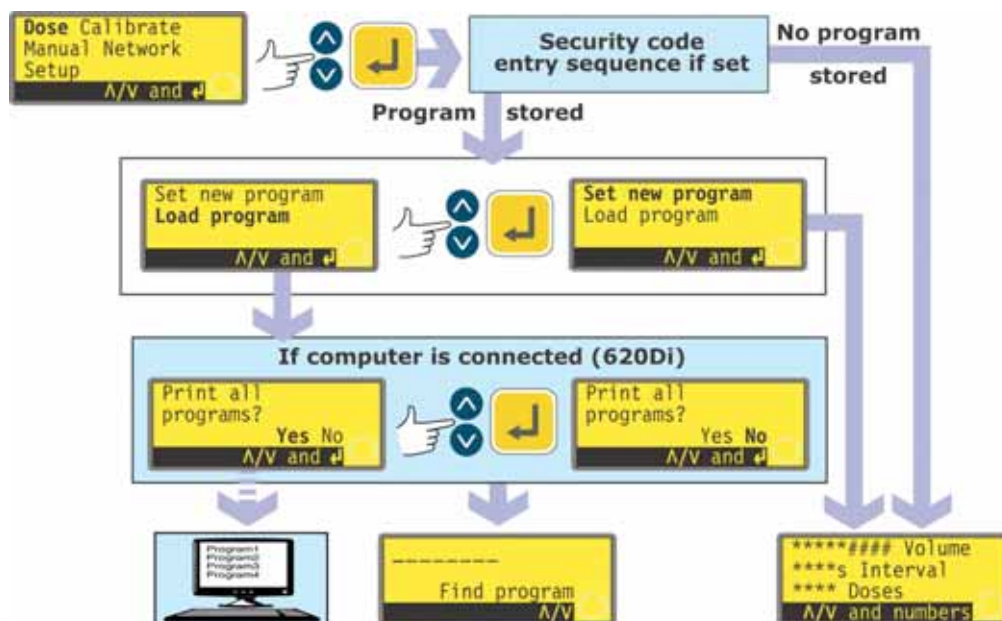 Dose Calibrate
Manual Network
Setup
∧/∨ and ↵
Security code
entry sequence if set
No program
stored
Program stored
Set new program
Load program
∧/∨ and ↵
Set new program
Load program
∧/∨ and ↵
If computer is connected (620Di)
Print all
programs?
Yes No
∧/∨ and ↵
Print all
programs?
Yes No
∧/∨ and ↵
Program1
Program2
Program3
Program4
--------
Find program
∧/∨
*****#### Volume
****s Interval
**** Doses
∧/∨ and numbers